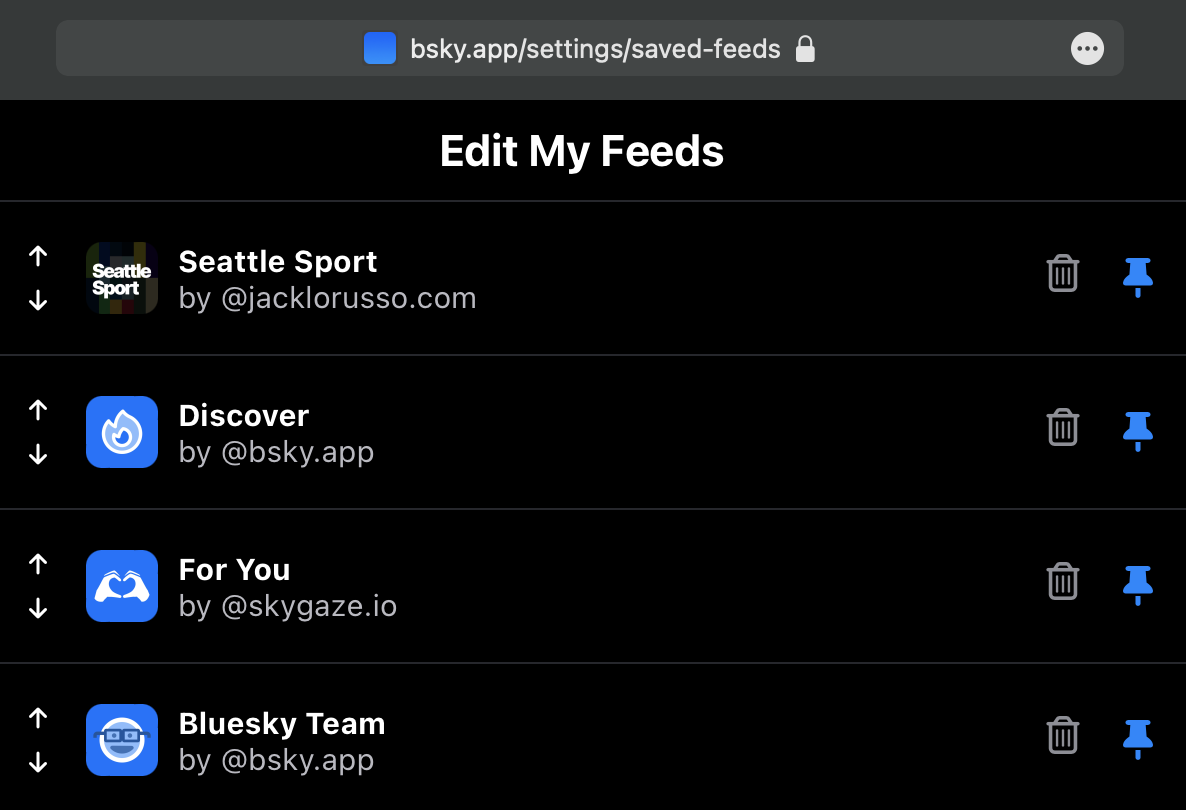 bsky.app/settings/saved-feeds
Edit My Feeds
Seattle
Sport
Seattle Sport
by @jacklorusso.com
Discover
by @bsky.app
For You
by @skygaze.io
Bluesky Team
by @bsky.app